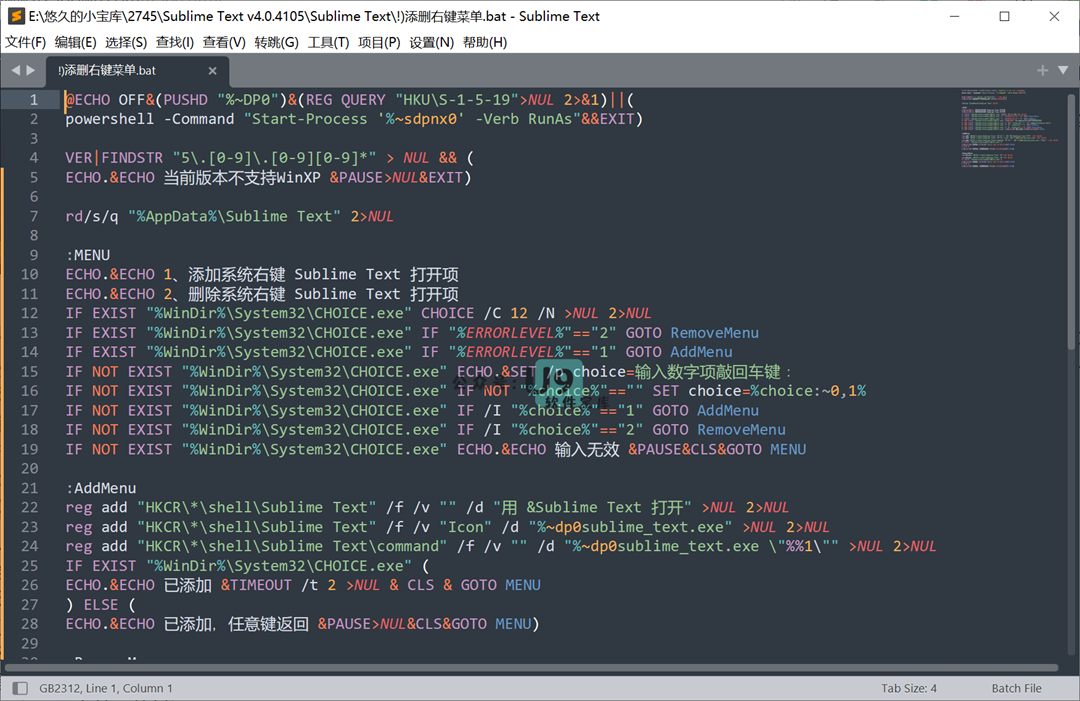 E:\悠久的小宝库\2745\Sublime Text v4.0.4105\Sublime Text\!)添删右键菜单.bat - Sublime Text
文件(F) 编辑(E) 选择(S) 查找(I) 查看(V) 转跳(G) 工具(T) 项目(P) 设置(N) 帮助(H)
!)添删右键菜单.bat
1 @ECHO OFF&(PUSHD "%~DP0")&(REG QUERY "HKU\S-1-5-19">NUL 2>&1)||(
2 powershell -Command "Start-Process '%~sdpnx0' -Verb RunAs"&&EXIT)
3
4 VER|FINDSTR "5\.[0-9]\.[0-9][0-9]*" > NUL && (
5 ECHO.&ECHO 当前版本不支持WinXP &PAUSE>NUL&EXIT)
6
7 rd/s/q "%AppData%\Sublime Text" 2>NUL
8
9 :MENU
10 ECHO.&ECHO 1、添加系统右键 Sublime Text 打开项
11 ECHO.&ECHO 2、删除系统右键 Sublime Text 打开项
12 IF EXIST "%WinDir%\System32\CHOICE.exe" CHOICE /C 12 /N >NUL 2>NUL
13 IF EXIST "%WinDir%\System32\CHOICE.exe" IF "%ERRORLEVEL%"=="2" GOTO RemoveMenu
14 IF EXIST "%WinDir%\System32\CHOICE.exe" IF "%ERRORLEVEL%"=="1" GOTO AddMenu
15 IF NOT EXIST "%WinDir%\System32\CHOICE.exe" ECHO.&SET /p choice=输入数字项敲回车键：
16 IF NOT EXIST "%WinDir%\System32\CHOICE.exe" IF NOT "%choice%"=="" SET choice=%choice:~0,1%
17 IF NOT EXIST "%WinDir%\System32\CHOICE.exe" IF /I "%choice%"=="1" GOTO AddMenu
18 IF NOT EXIST "%WinDir%\System32\CHOICE.exe" IF /I "%choice%"=="2" GOTO RemoveMenu
19 IF NOT EXIST "%WinDir%\System32\CHOICE.exe" ECHO.&ECHO 输入无效 &PAUSE&CLS&GOTO MENU
20
21 :AddMenu
22 reg add "HKCR\*\shell\Sublime Text" /f /v "" /d "用 &Sublime Text 打开" >NUL 2>NUL
23 reg add "HKCR\*\shell\Sublime Text" /f /v "Icon" /d "%~dp0sublime_text.exe" >NUL 2>NUL
24 reg add "HKCR\*\shell\Sublime Text\command" /f /v "" /d "%~dp0sublime_text.exe \"%%1\"" >NUL 2>NUL
25 IF EXIST "%WinDir%\System32\CHOICE.exe" (
26 ECHO.&ECHO 已添加 &TIMEOUT /t 2 >NUL & CLS & GOTO MENU
27 ) ELSE (
28 ECHO.&ECHO 已添加，任意键返回 &PAUSE>NUL&CLS&GOTO MENU)
29
GB2312, Line 1, Column 1
Tab Size: 4
Batch File